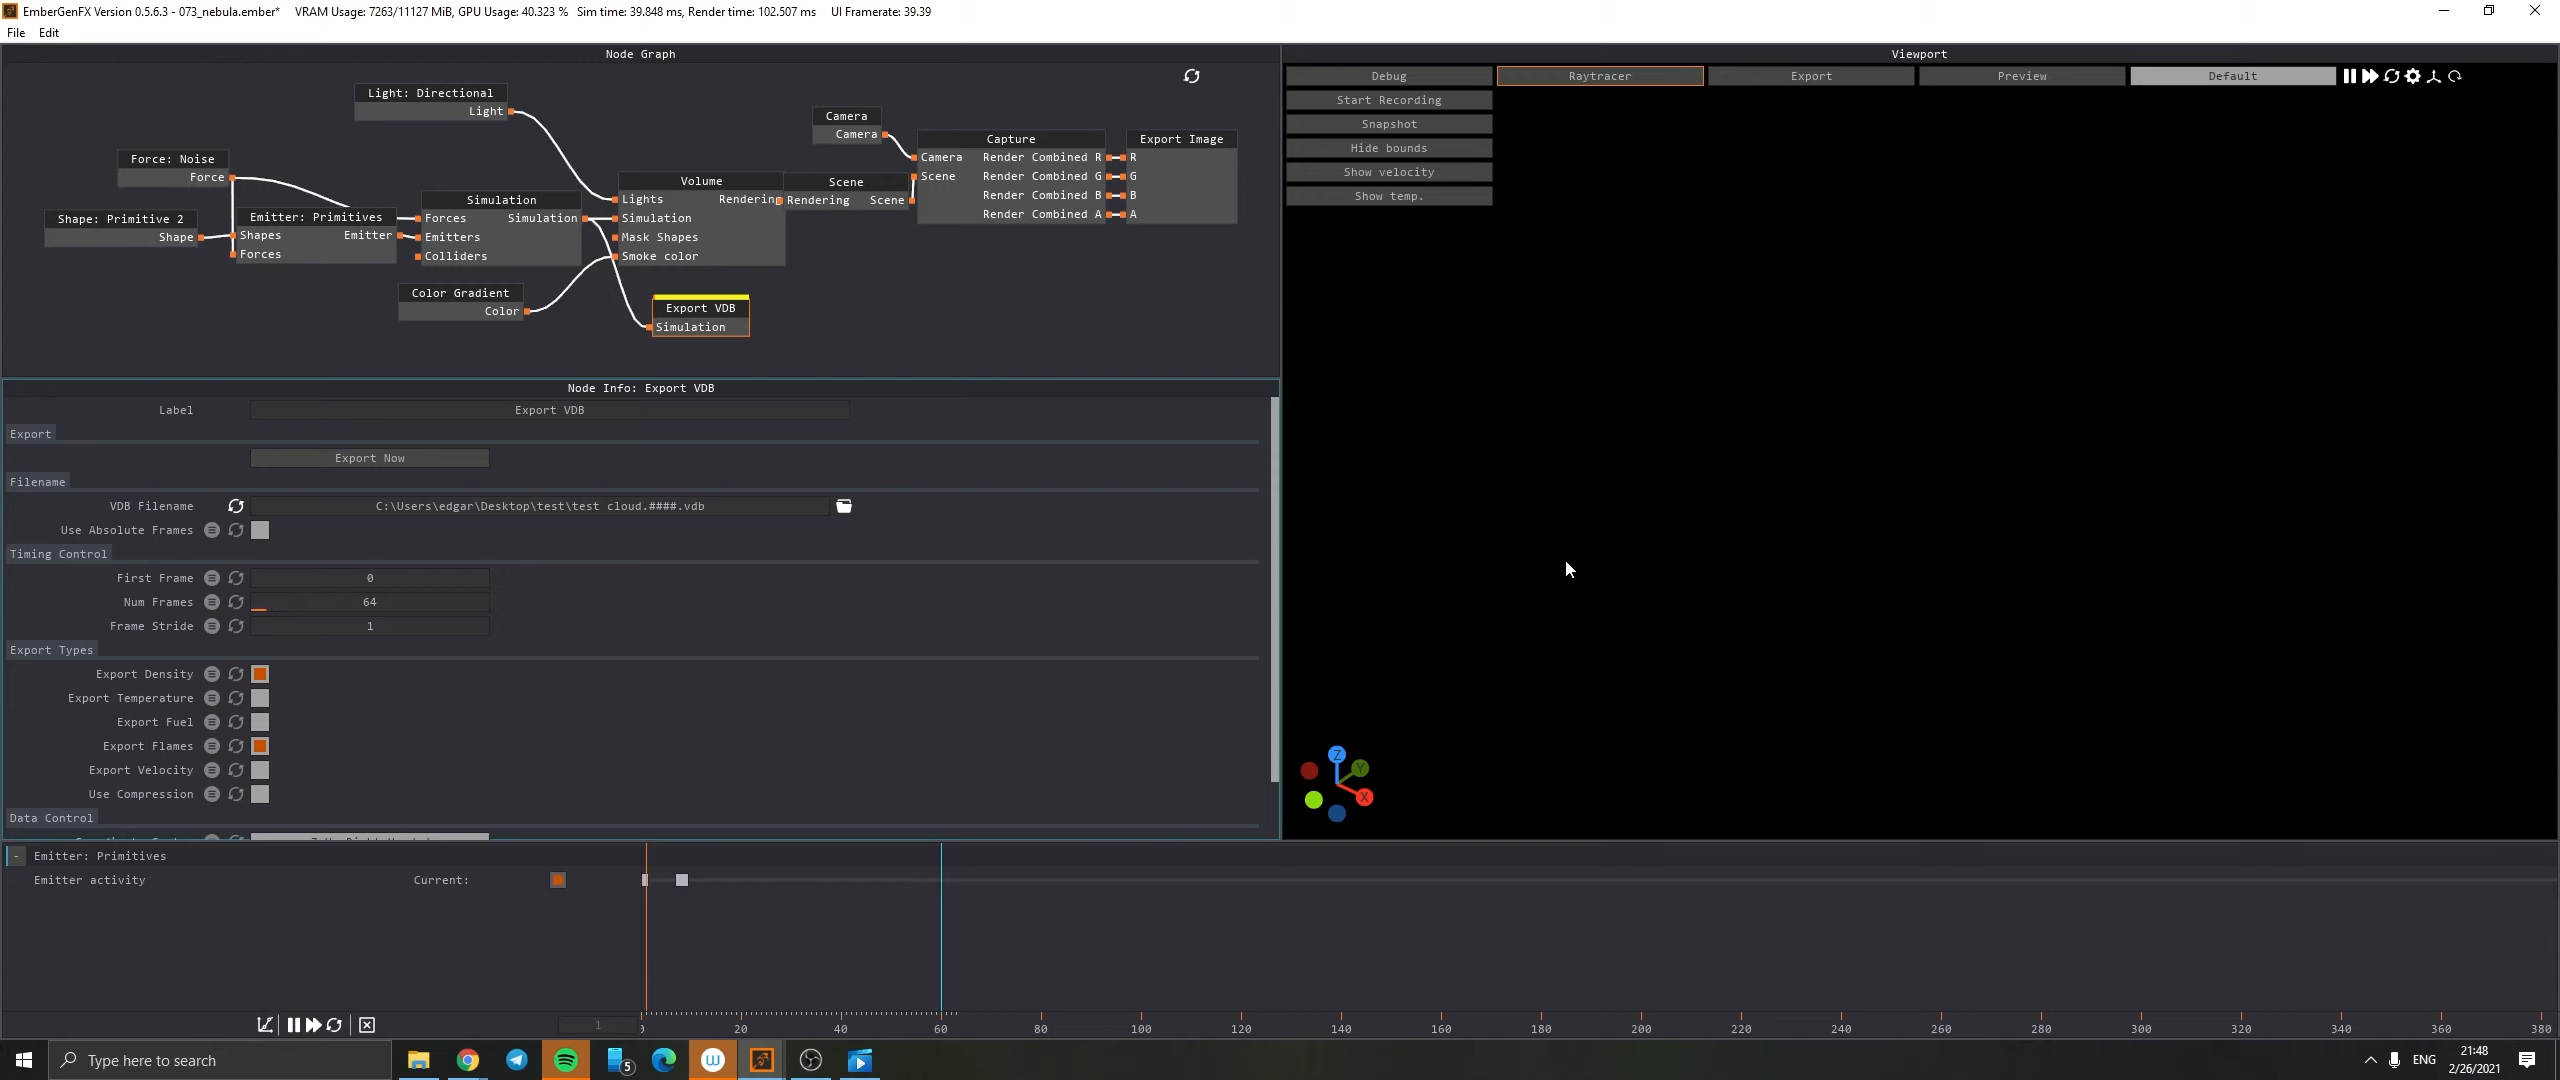 EmberGenFX Version 0.5.6.3 - 073_nebula.ember* VRAM Usage: 7263/11127 MiB, GPU Usage: 40.323 % Sim time: 39.848 ms, Render time: 102.507 ms UI Framerate: 39.39
File Edit
Node Graph
Light: Directional
Light
Force: Noise
Force
Shape: Primitive 2
Shape
Emitter: Primitives
Shapes Emitter
Forces
Simulation
Forces Simulation
Emitters
Colliders
Color Gradient
Color
Volume
Lights Rendering
Simulation
Mask Shapes
Smoke color
Export VDB
Simulation
Scene
Rendering Scene
Camera
Camera
Capture
Camera Render Combined R
Scene Render Combined G
Render Combined B
Render Combined A
Export Image
R
G
B
A
Viewport
Debug Raytracer Export Preview Default
Start Recording
Snapshot
Hide bounds
Show velocity
Show temp.
Z
Y
X
Node Info: Export VDB
Label Export VDB
Export
Export Now
Filename
VDB Filename C:\Users\edgar\Desktop\test\test cloud.####.vdb
Use Absolute Frames
Timing Control
First Frame 0
Num Frames 64
Frame Stride 1
Export Types
Export Density
Export Temperature
Export Fuel
Export Flames
Export Velocity
Use Compression
Data Control
- Emitter: Primitives
Emitter activity Current:
1
20 40 60 80 100 120 140 160 180 200 220 240 260 280 300 320 340 360 380
Type here to search
5
ENG
21:48
2/26/2021